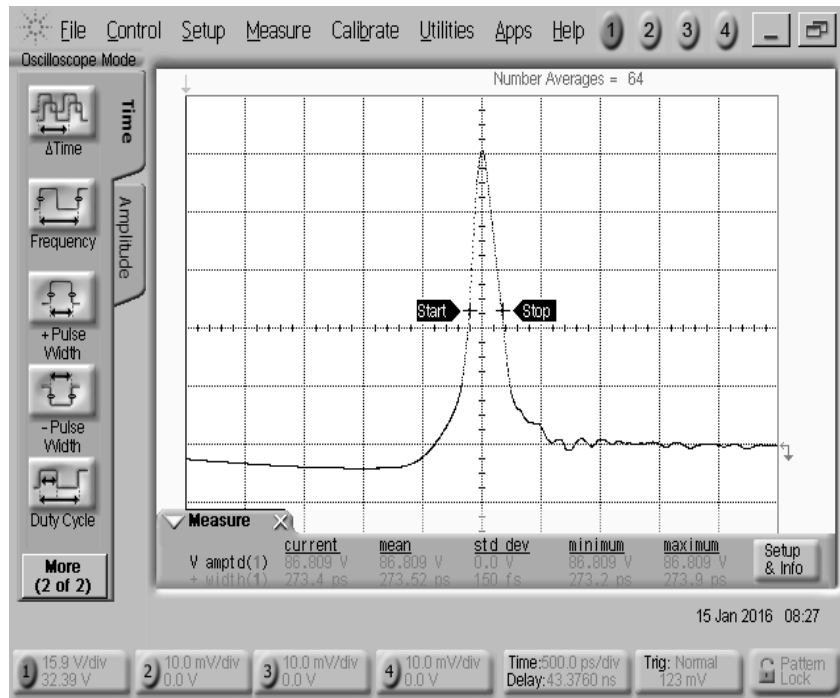 File Control Setup Measure Calibrate Utilities Apps Help 1 2 3 4
Oscilloscope Mode
Number Averages = 64
Time
Amplitude
ΔTime
Frequency
+ Pulse
Width
- Pulse
Width
Duty Cycle
More
(2 of 2)
Start Stop
Measure
current mean std dev minimum maximum
V amptd(1) 86.809 V 86.809 V 0.0 V 86.809 V 86.809 V
+ width(1) 273.4 ps 273.52 ps 150 fs 273.2 ps 273.9 ps
Setup
& Info
15 Jan 2016 08:27
1 15.9 V/div
32.39 V
2 10.0 mV/div
0.0 V
3 10.0 mV/div
0.0 V
4 10.0 mV/div
0.0 V
Time:500.0 ps/div
Delay:43.3760 ns
Trig: Normal
123 mV
Pattern
Lock